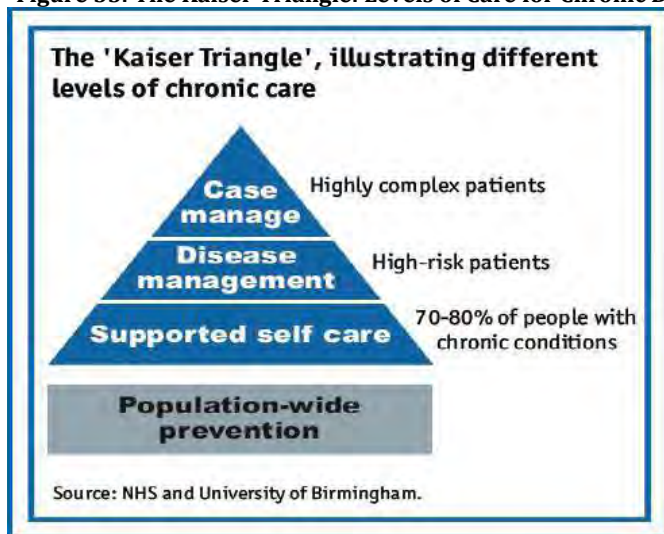 The 'Kaiser Triangle', illustrating different
levels of chronic care
Case
manage
Highly complex patients
Disease
management
High-risk patients
Supported self care
70-80% of people with
chronic conditions
Population-wide
prevention
Source: NHS and University of Birmingham.